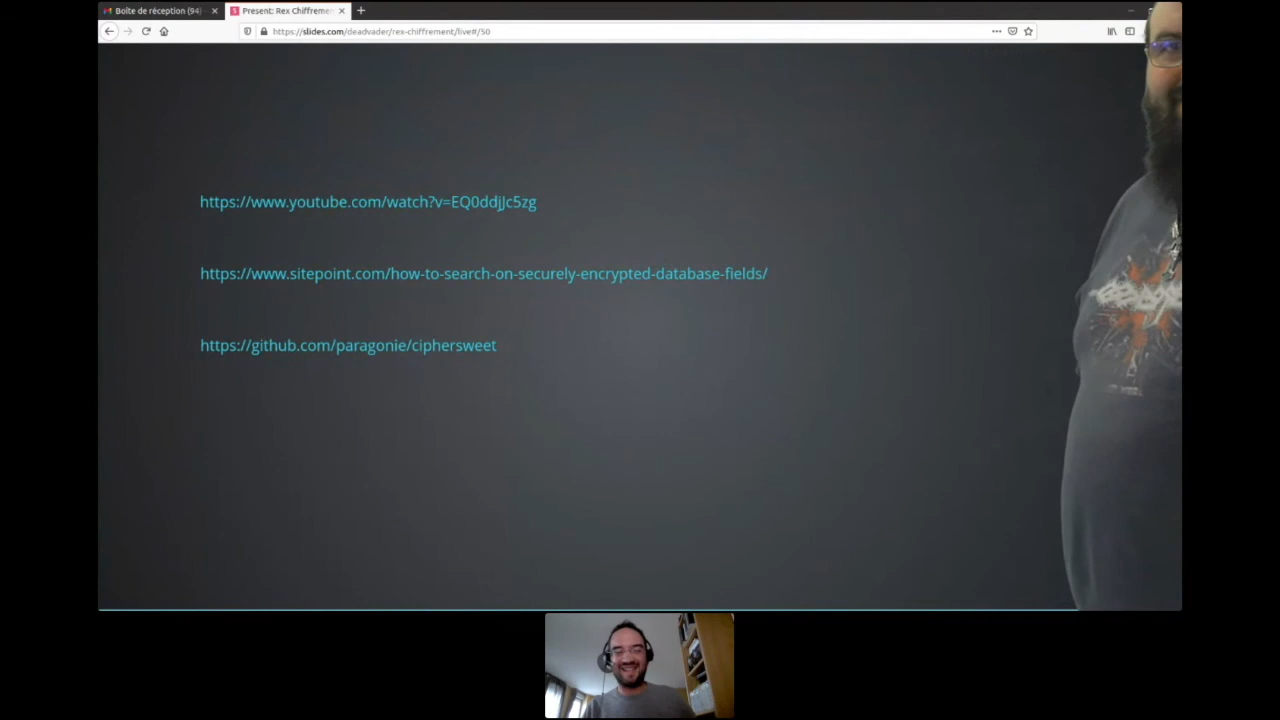 Boîte de réception (94)
Present: Rex Chiffremen
https://slides.com/deadvader/rex-chiffrement/live#/50
https://www.youtube.com/watch?v=EQ0ddjJc5zg
https://www.sitepoint.com/how-to-search-on-securely-encrypted-database-fields/
https://github.com/paragonie/ciphersweet